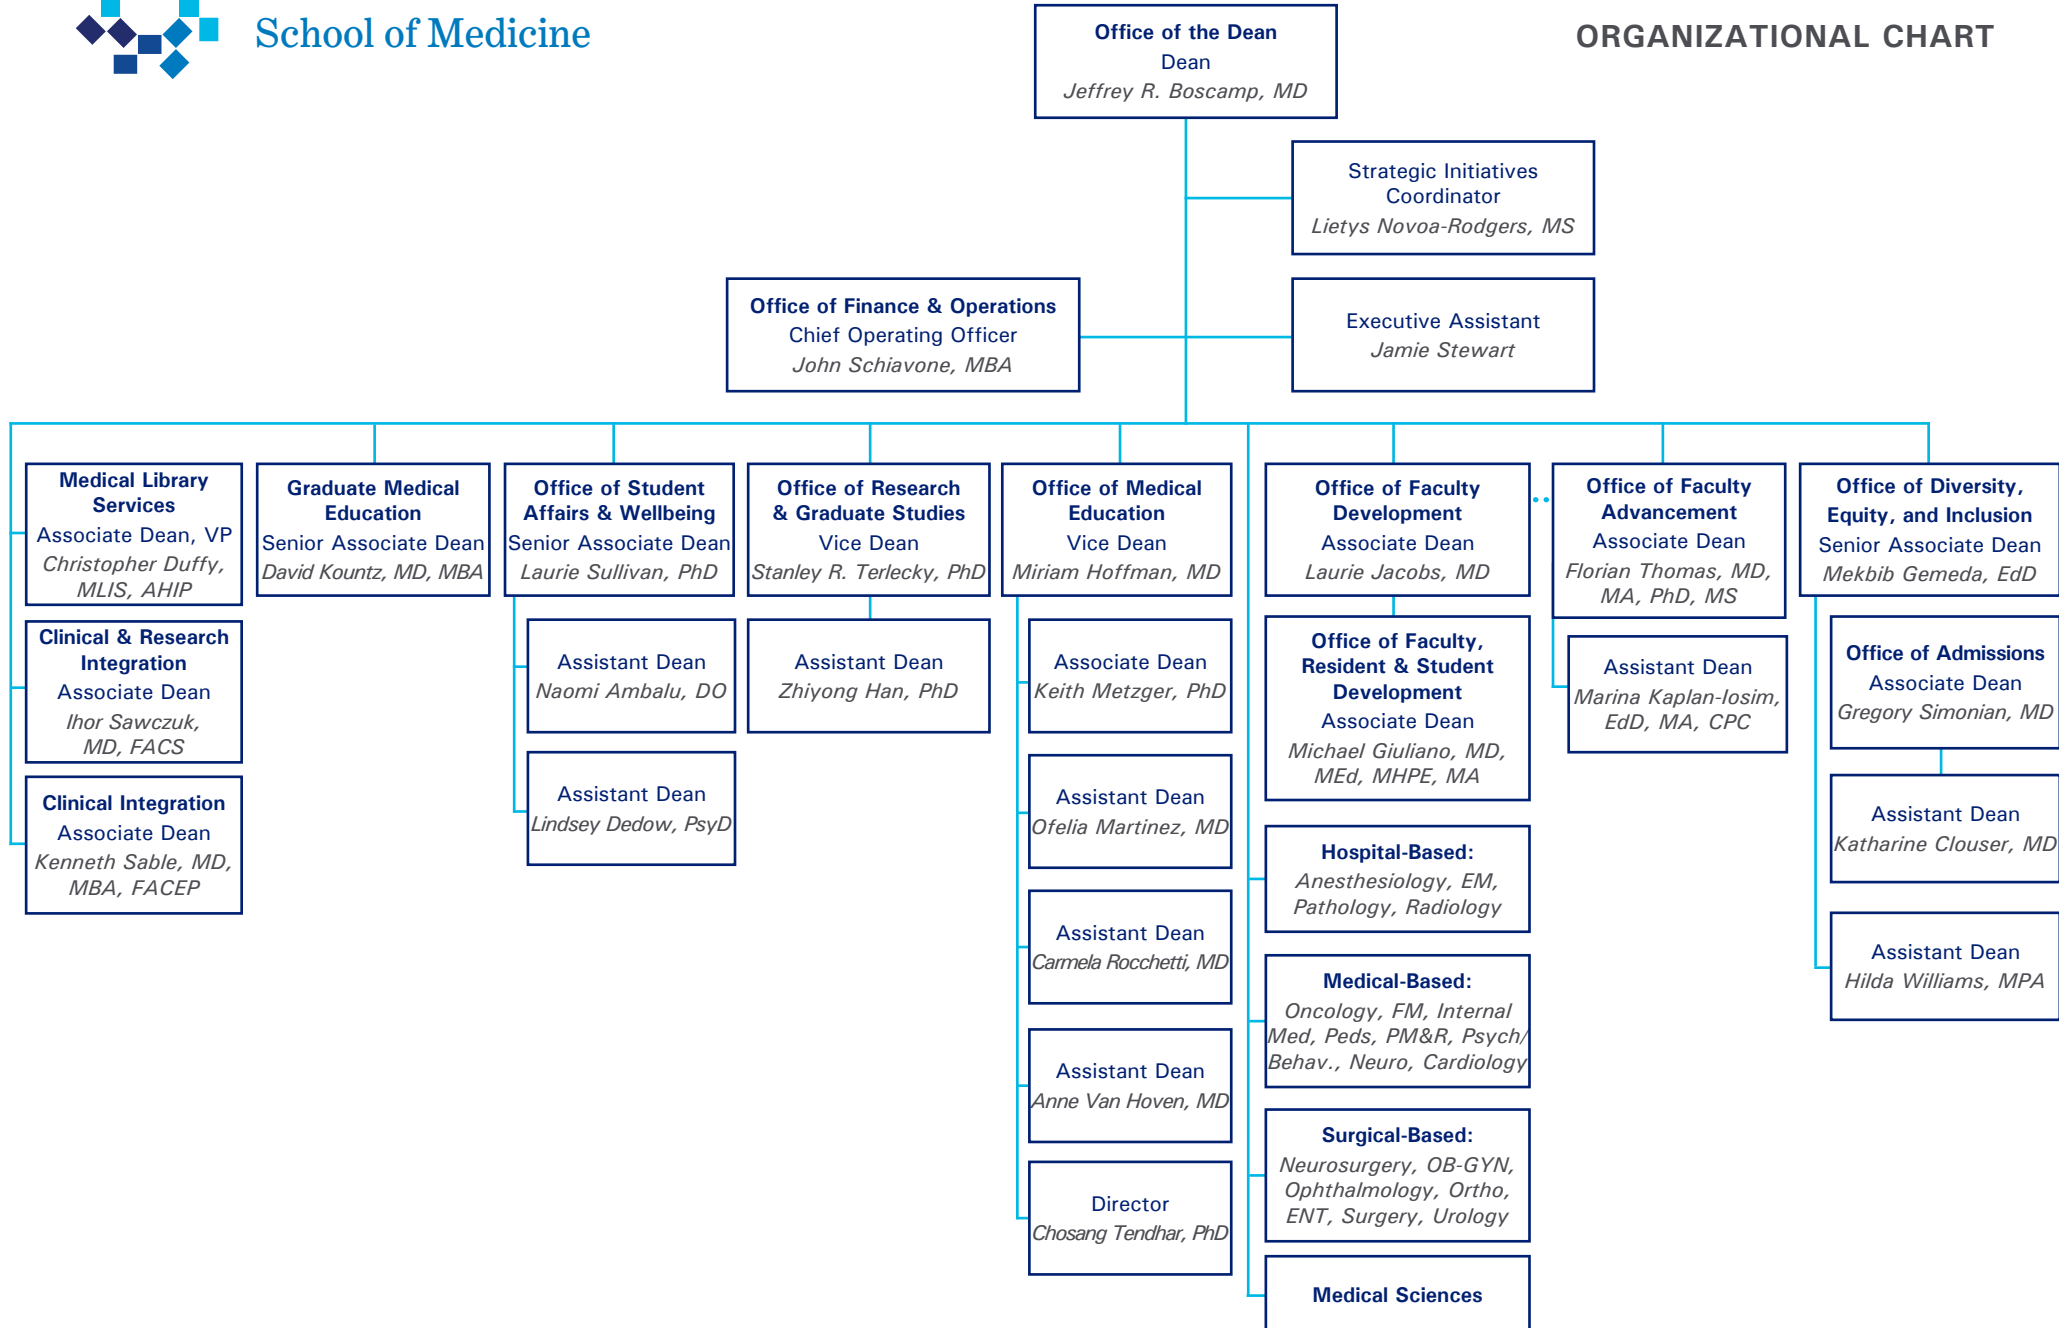 School of Medicine
ORGANIZATIONAL CHART
Office of the Dean
Dean
Jeffrey R. Boscamp, MD
Strategic Initiatives
Coordinator
Lietys Novoa-Rodgers, MS
Office of Finance & Operations
Chief Operating Officer
John Schiavone, MBA
Executive Assistant
Jamie Stewart
Medical Library
Services
Associate Dean, VP
Christopher Duffy,
MLIS, AHIP
Clinical & Research
Integration
Associate Dean
Ihor Sawczuk,
MD, FACS
Clinical Integration
Associate Dean
Kenneth Sable, MD,
MBA, FACEP
Graduate Medical
Education
Senior Associate Dean
David Kountz, MD, MBA
Office of Student
Affairs & Wellbeing
Senior Associate Dean
Laurie Sullivan, PhD
Assistant Dean
Naomi Ambalu, DO
Assistant Dean
Lindsey Dedow, PsyD
Office of Research
& Graduate Studies
Vice Dean
Stanley R. Terlecky, PhD
Assistant Dean
Zhiyong Han, PhD
Office of Medical
Education
Vice Dean
Miriam Hoffman, MD
Associate Dean
Keith Metzger, PhD
Assistant Dean
Ofelia Martinez, MD
Assistant Dean
Carmela Rocchetti, MD
Assistant Dean
Anne Van Hoven, MD
Director
Chosang Tendhar, PhD
Office of Faculty
Development
Associate Dean
Laurie Jacobs, MD
Office of Faculty,
Resident & Student
Development
Associate Dean
Michael Giuliano, MD,
MEd, MHPE, MA
Hospital-Based:
Anesthesiology, EM,
Pathology, Radiology
Medical-Based:
Oncology, FM, Internal
Med, Peds, PM&R, Psych/
Behav., Neuro, Cardiology
Surgical-Based:
Neurosurgery, OB-GYN,
Ophthalmology, Ortho,
ENT, Surgery, Urology
Medical Sciences
Office of Faculty
Advancement
Associate Dean
Florian Thomas, MD,
MA, PhD, MS
Assistant Dean
Marina Kaplan-Iosim,
EdD, MA, CPC
Office of Diversity,
Equity, and Inclusion
Senior Associate Dean
Mekbib Gemeda, EdD
Office of Admissions
Associate Dean
Gregory Simonian, MD
Assistant Dean
Katharine Clouser, MD
Assistant Dean
Hilda Williams, MPA